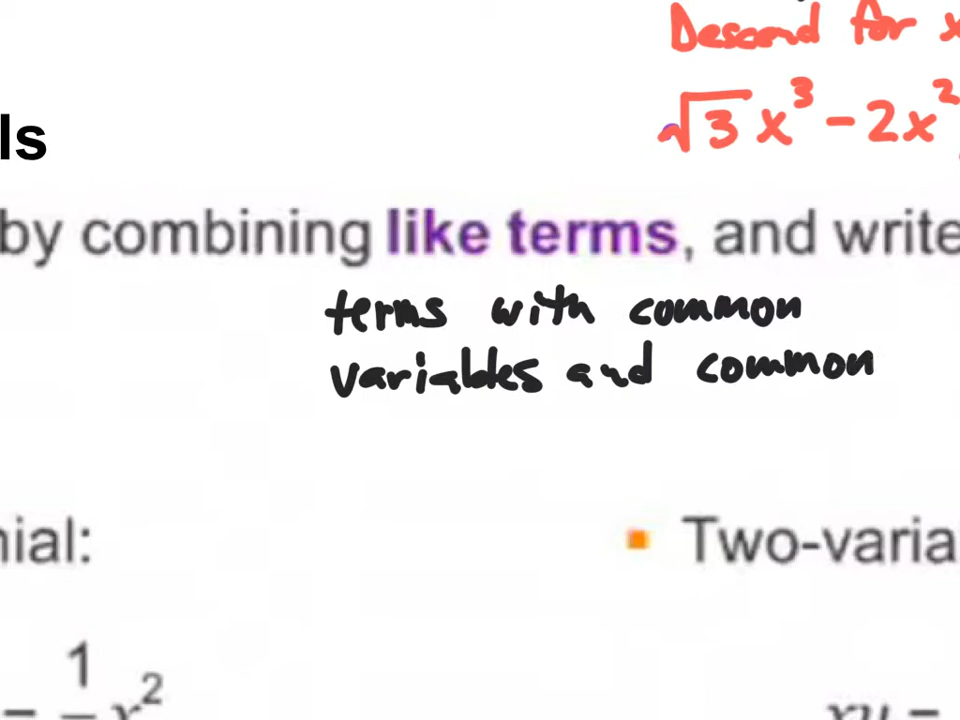 Descend for x
√3 x³ - 2x²
ls
by combining like terms, and write
terms with common
variables and common
nial:
▪ Two-varia
1
x²
xy –